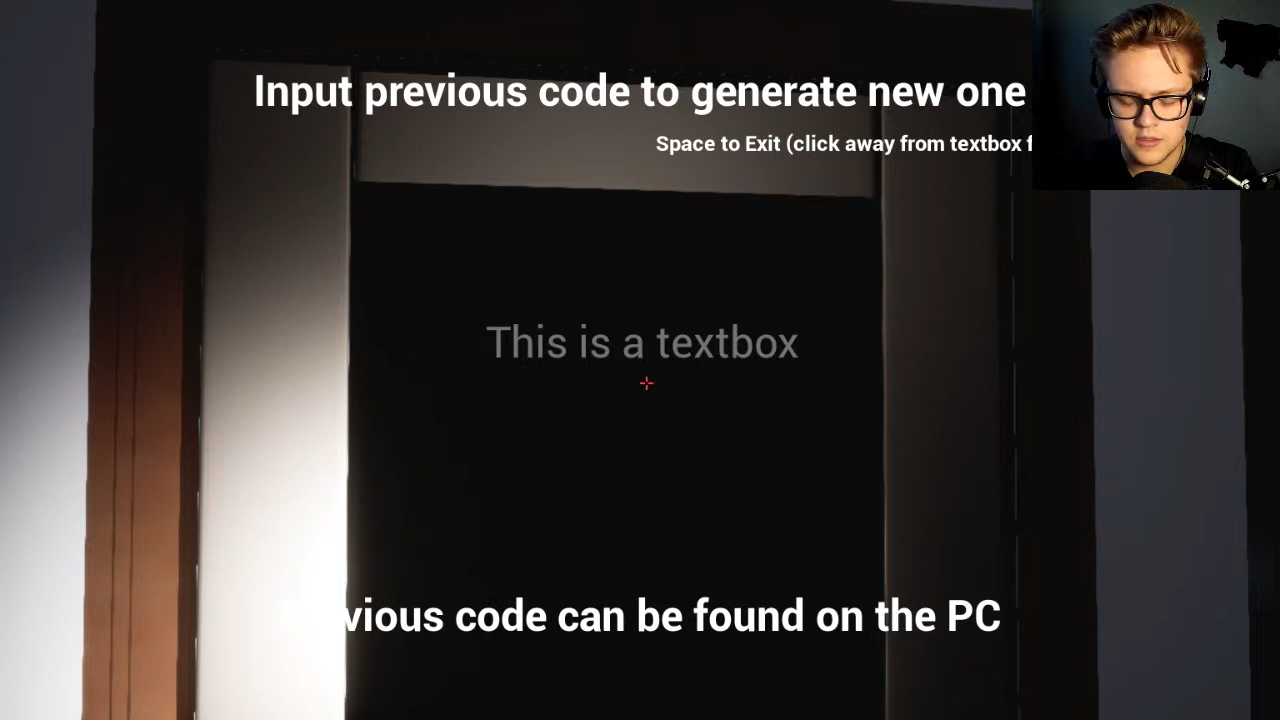 Input previous code to generate new one
Space to Exit (click away from textbox
This is a textbox
vious code can be found on the PC